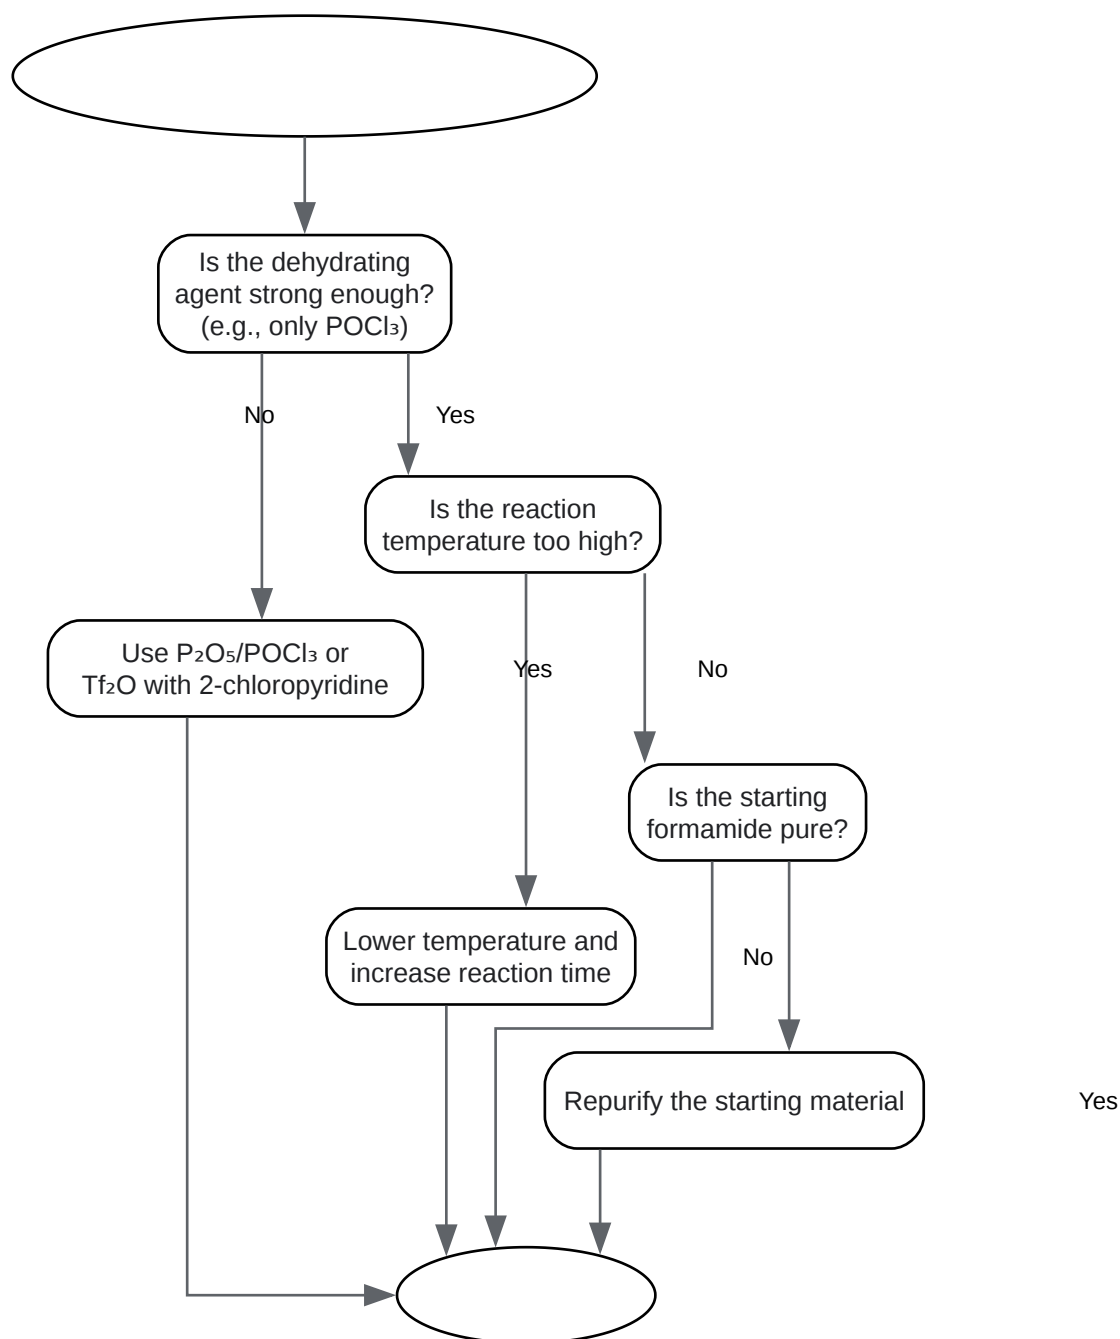 Is the dehydrating
agent strong enough?
(e.g., only POCl₃)
No
Yes
Is the reaction
temperature too high?
Use P₂O₅/POCl₃ or
Tf₂O with 2-chloropyridine
Yes
No
Is the starting
formamide pure?
Lower temperature and
increase reaction time
No
Repurify the starting material
Yes